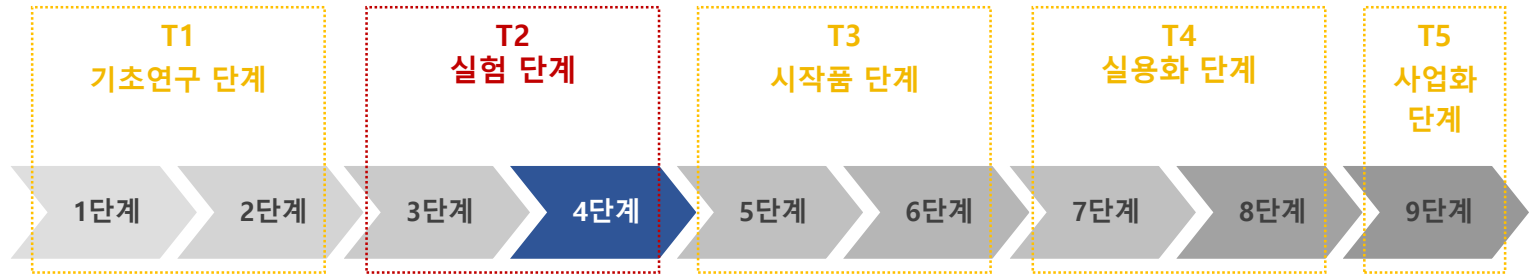 T1
기초연구 단계
T2
실험 단계
T3
시작품 단계
T4
실용화 단계
T5
사업화
단계
1단계
2단계
3단계
4단계
5단계
6단계
7단계
8단계
9단계